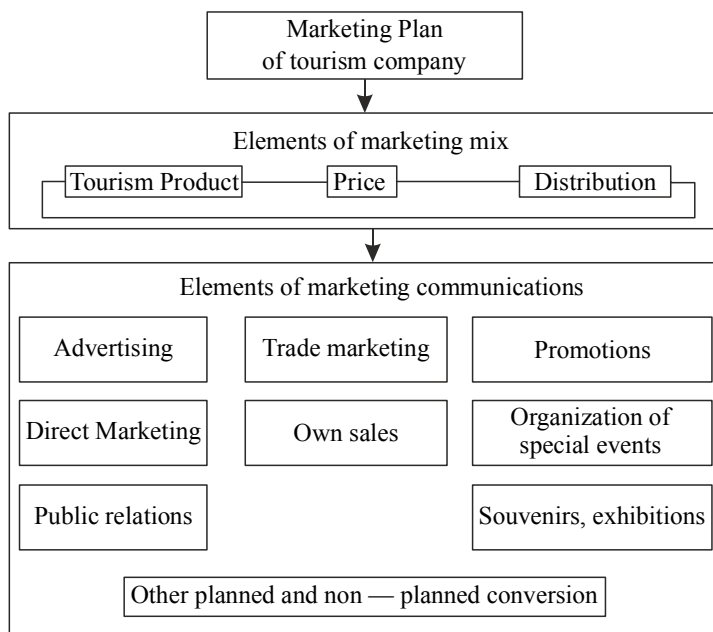 Marketing Plan
of tourism company
Elements of marketing mix
Tourism Product
Price
Distribution
Elements of marketing communications
Advertising
Trade marketing
Promotions
Direct Marketing
Own sales
Organization of
special events
Public relations
Souvenirs, exhibitions
Other planned and non — planned conversion